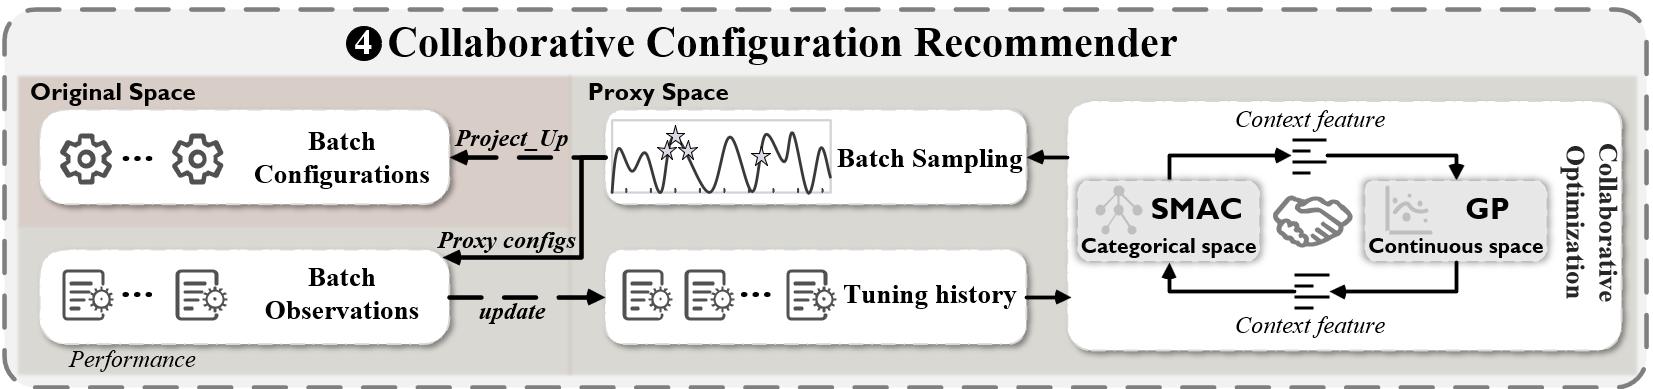 4 Collaborative Configuration Recommender
Original Space
Batch
Configurations
Project_Up
Proxy Space
Batch Sampling
Proxy configs
Batch
Observations
Performance
update
Tuning history
Context feature
SMAC
Categorical space
GP
Continuous space
Context feature
Collaborative
Optimization